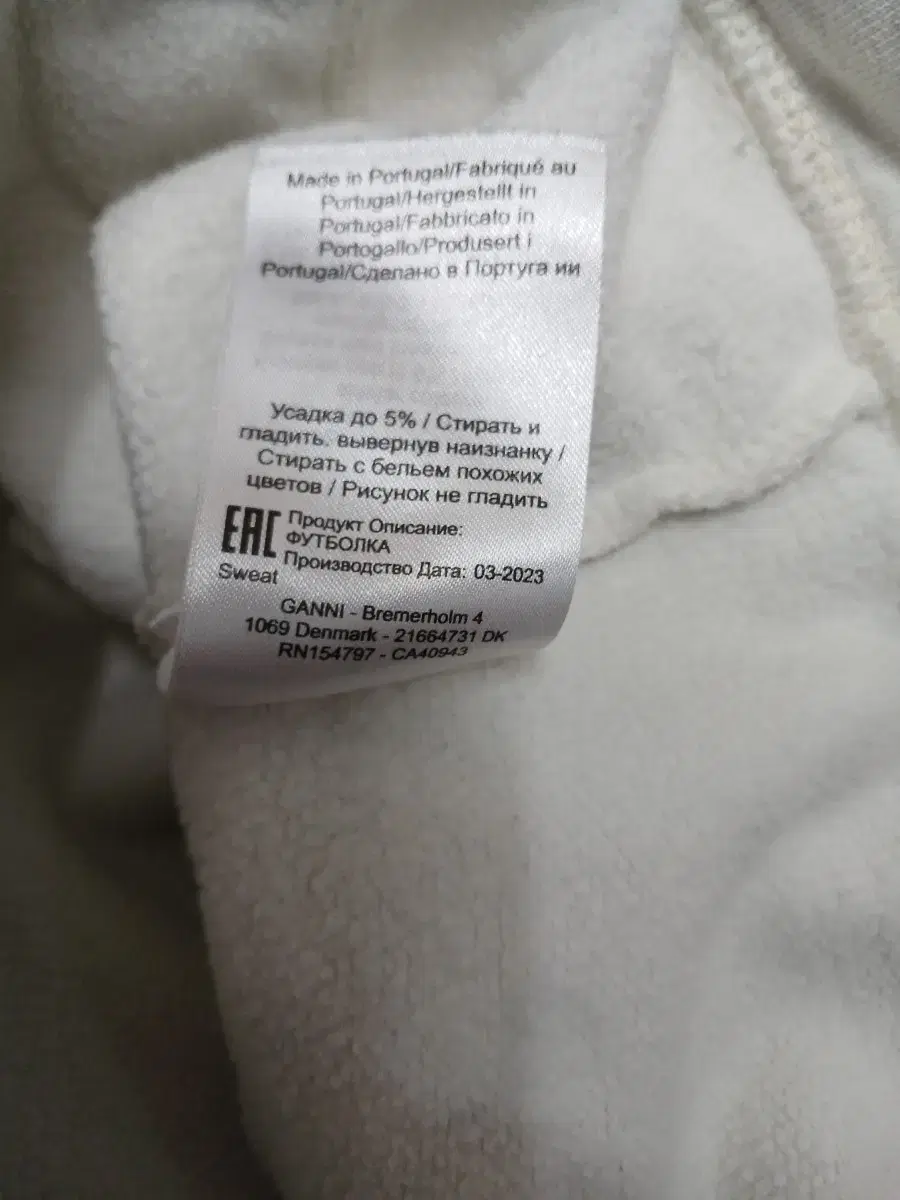 Made in Portugal/Fabriqué au
Portugal/Hergestellt in
Portugal/Fabbricato in
Portogallo/Produsert i
Portugal/Сделано в Португа ии
Усадка до 5% / Стирать и
гладить. вывернув наизнанку /
Стирать с бельем похожих
цветов / Рисунок не гладить
EAC Продукт Описание:
ФУТБОЛКА
Производство Дата: 03-2023
Sweat
GANNI - Bremerholm 4
1069 Denmark - 21664731 DK
RN154797 - CA40943